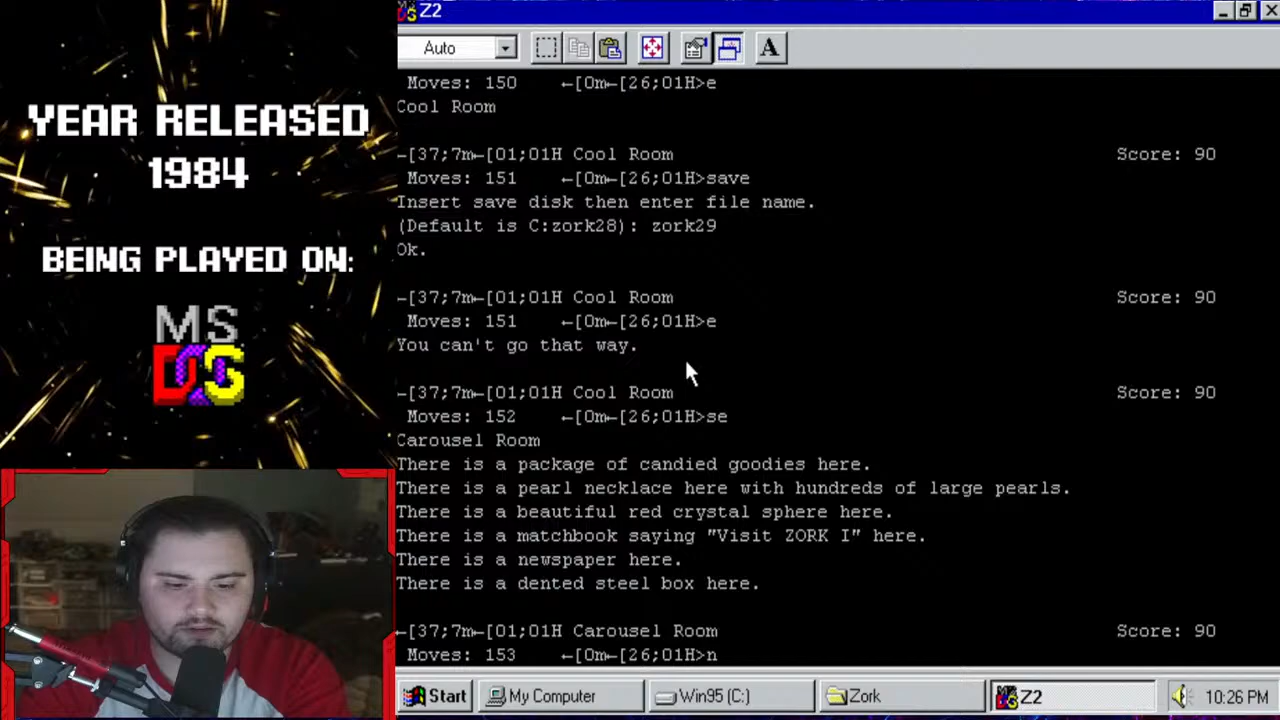 YEAR RELEASED
1984
BEING PLAYED ON:
MS
DOS
Z2
Auto
A
Moves: 150    ←[0m←[26;01H>e
Cool Room
←[37;7m←[01;01H Cool Room    Score: 90
Moves: 151    ←[0m←[26;01H>save
Insert save disk then enter file name.
(Default is C:zork28): zork29
Ok.
←[37;7m←[01;01H Cool Room    Score: 90
Moves: 151    ←[0m←[26;01H>e
You can't go that way.
←[37;7m←[01;01H Cool Room    Score: 90
Moves: 152    ←[0m←[26;01H>se
Carousel Room
There is a package of candied goodies here.
There is a pearl necklace here with hundreds of large pearls.
There is a beautiful red crystal sphere here.
There is a matchbook saying "Visit ZORK I" here.
There is a newspaper here.
There is a dented steel box here.
←[37;7m←[01;01H Carousel Room    Score: 90
Moves: 153    ←[0m←[26;01H>n
Start
My Computer
Win95 (C:)
Zork
Z2
10:26 PM